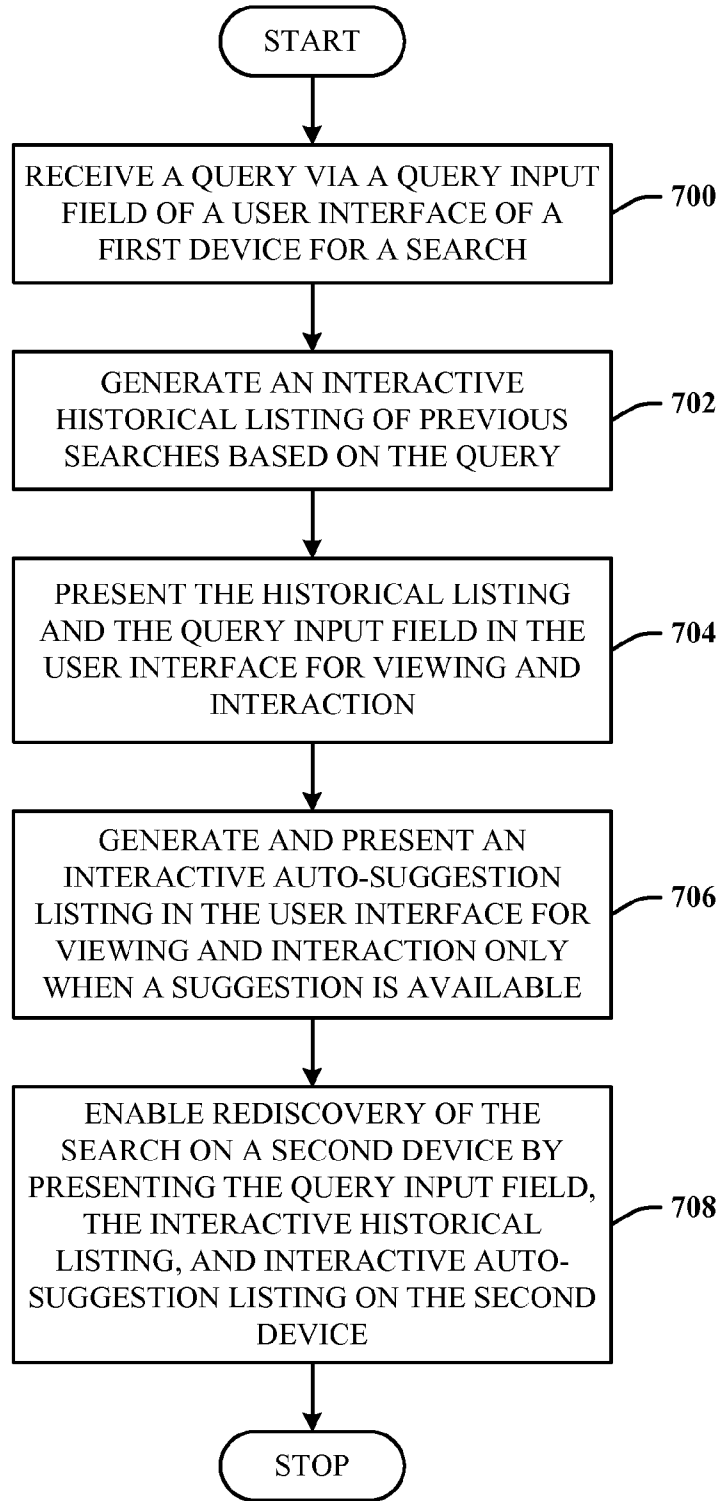 START
RECEIVE A QUERY VIA A QUERY INPUT
FIELD OF A USER INTERFACE OF A
FIRST DEVICE FOR A SEARCH
700
GENERATE AN INTERACTIVE
HISTORICAL LISTING OF PREVIOUS
SEARCHES BASED ON THE QUERY
702
PRESENT THE HISTORICAL LISTING
AND THE QUERY INPUT FIELD IN THE
USER INTERFACE FOR VIEWING AND
INTERACTION
704
GENERATE AND PRESENT AN
INTERACTIVE AUTO-SUGGESTION
LISTING IN THE USER INTERFACE FOR
VIEWING AND INTERACTION ONLY
WHEN A SUGGESTION IS AVAILABLE
706
ENABLE REDISCOVERY OF THE
SEARCH ON A SECOND DEVICE BY
PRESENTING THE QUERY INPUT FIELD,
THE INTERACTIVE HISTORICAL
LISTING, AND INTERACTIVE AUTO-
SUGGESTION LISTING ON THE SECOND
DEVICE
708
STOP